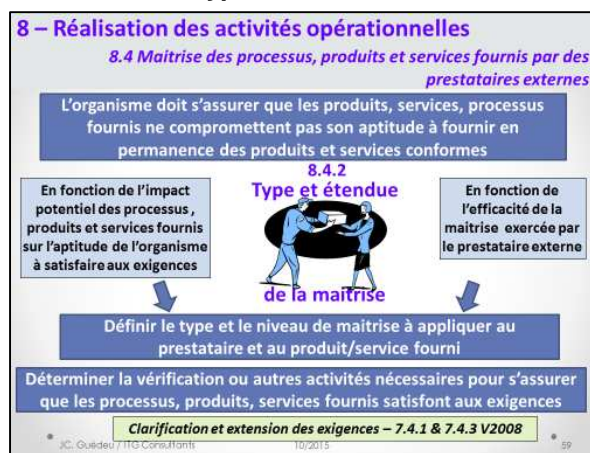 8 – Réalisation des activités opérationnelles
8.4 Maitrise des processus, produits et services fournis par des
prestataires externes
L'organisme doit s'assurer que les produits, services, processus
fournis ne compromettent pas son aptitude à fournir en
permanence des produits et services conformes
8.4.2
Type et étendue
de la maitrise
En fonction de l'impact
potentiel des processus,
produits et services fournis
sur l'aptitude de l'organisme
à satisfaire aux exigences
En fonction de
l'efficacité de la
maitrise exercée par
le prestataire externe
Définir le type et le niveau de maitrise à appliquer au
prestataire et au produit/service fourni
Déterminer la vérification ou autres activités nécessaires pour s'assurer
que les processus, produits, services fournis satisfont aux exigences
Clarification et extension des exigences – 7.4.1 & 7.4.3 V2008
JC. Guédeu / ITG Consultants 10/2015 59